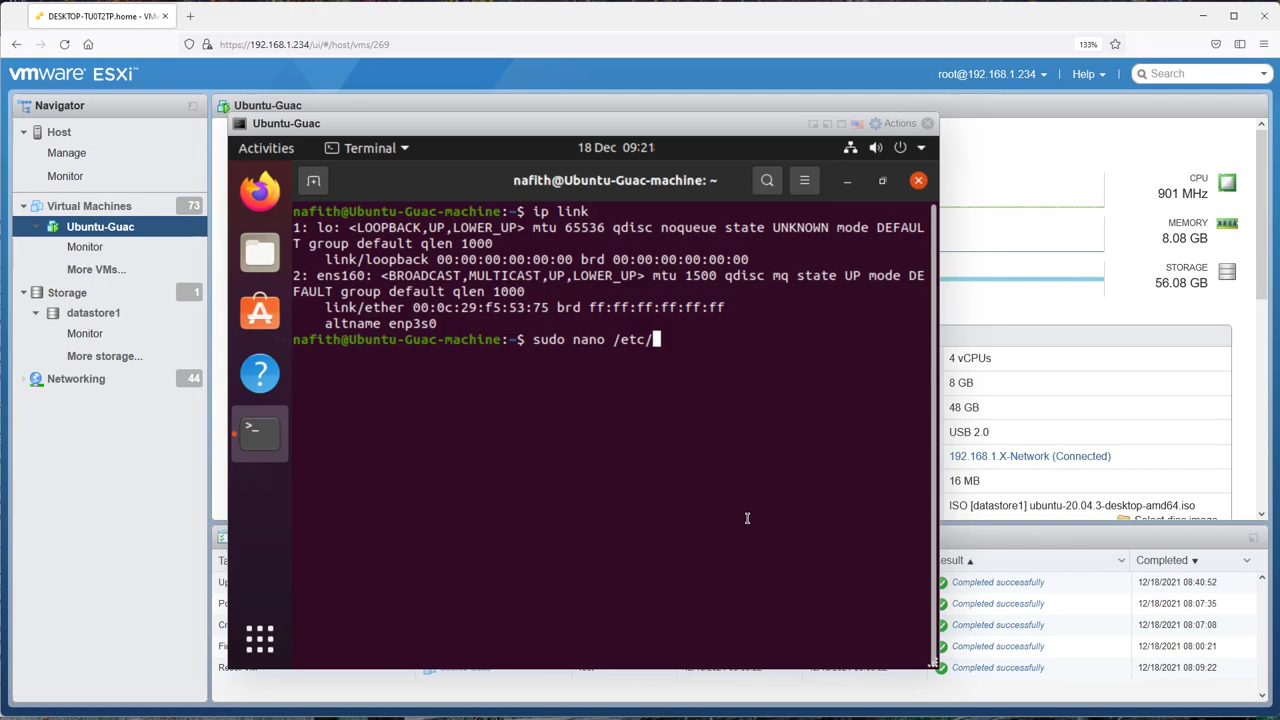 DESKTOP-TU0T2TP.home - VM
https://192.168.1.234/ui/#/host/vms/269
133%
vmware ESXi™
root@192.168.1.234
Help
Search
Navigator
Host
Manage
Monitor
Virtual Machines
73
Ubuntu-Guac
Monitor
More VMs...
Storage
1
datastore1
Monitor
More storage...
Networking
44
Ubuntu-Guac
Ubuntu-Guac
Actions
Activities
Terminal
18 Dec 09:21
nafith@Ubuntu-Guac-machine: ~
nafith@Ubuntu-Guac-machine:~$ ip link
1: lo: <LOOPBACK,UP,LOWER_UP> mtu 65536 qdisc noqueue state UNKNOWN mode DEFAUL
T group default qlen 1000
link/loopback 00:00:00:00:00:00 brd 00:00:00:00:00:00
2: ens160: <BROADCAST,MULTICAST,UP,LOWER_UP> mtu 1500 qdisc mq state UP mode DE
FAULT group default qlen 1000
link/ether 00:0c:29:f5:53:75 brd ff:ff:ff:ff:ff:ff
altname enp3s0
nafith@Ubuntu-Guac-machine:~$ sudo nano /etc/
CPU
901 MHz
MEMORY
8.08 GB
STORAGE
56.08 GB
4 vCPUs
8 GB
48 GB
USB 2.0
192.168.1.X-Network (Connected)
16 MB
ISO [datastore1] ubuntu-20.04.3-desktop-amd64.iso
Select disc image
esult
Completed
Completed successfully
12/18/2021 08:40:52
Completed successfully
12/18/2021 08:07:35
Completed successfully
12/18/2021 08:07:08
Completed successfully
12/18/2021 08:00:21
Completed successfully
12/18/2021 08:09:22